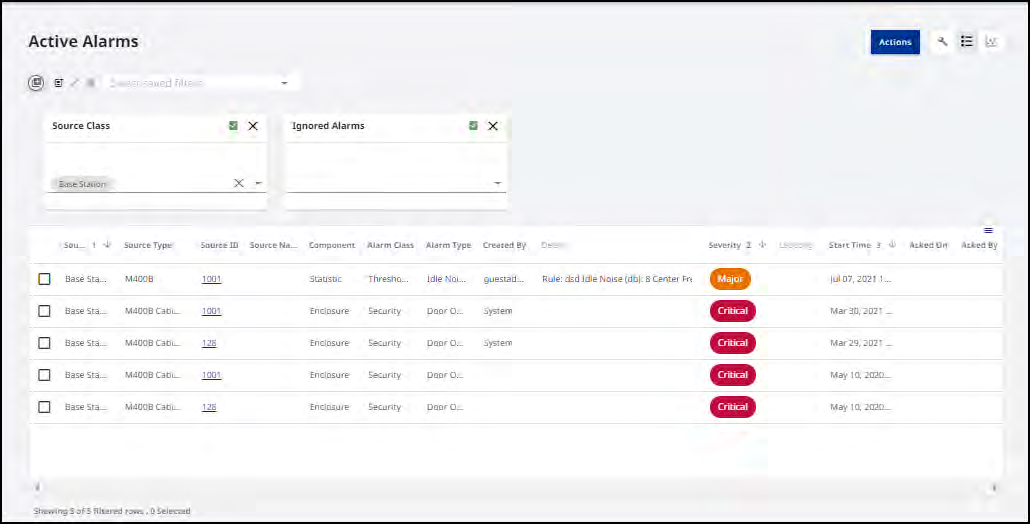 Active Alarms
Actions
Select saved filters
Source Class
Ignored Alarms
Base Station
Sou... 1 Source Type Source ID Source Na... Component Alarm Class Alarm Type Created By Details Severity 2 Start Time 3 Acked On Acked By
Base Sta... M400B 1001 Statistic Thresho... Idle Noi... guestad... Rule: dsd Idle Noise (db): 8 Center Fre Major Jul 07, 2021 1...
Base Sta... M400B Cabi... 1001 Enclosure Security Door O... System Critical Mar 30, 2021 ...
Base Sta... M400B Cabi... 128 Enclosure Security Door O... System Critical Mar 29, 2021 ...
Base Sta... M400B Cabi... 1001 Enclosure Security Door O... Critical May 10, 2020...
Base Sta... M400B Cabi... 128 Enclosure Security Door O... Critical May 10, 2020...
Showing 5 of 5 filtered rows . 0 Selected